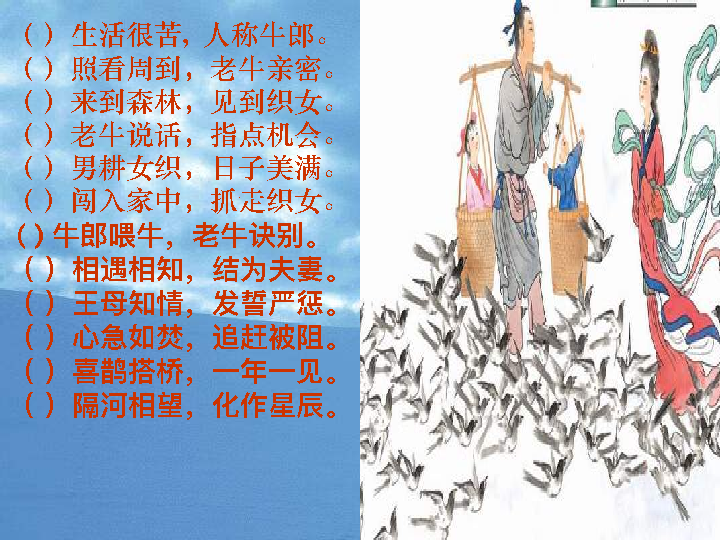 （ ）生活很苦，人称牛郎。
（ ）照看周到，老牛亲密。
（ ）来到森林，见到织女。
（ ）老牛说话，指点机会。
（ ）男耕女织，日子美满。
（ ）闯入家中，抓走织女。
( ) 牛郎喂牛，老牛诀别。
（ ）相遇相知，结为夫妻。
（ ）王母知情，发誓严惩。
（ ）心急如焚，追赶被阻。
（ ）喜鹊搭桥，一年一见。
（ ）隔河相望，化作星辰。